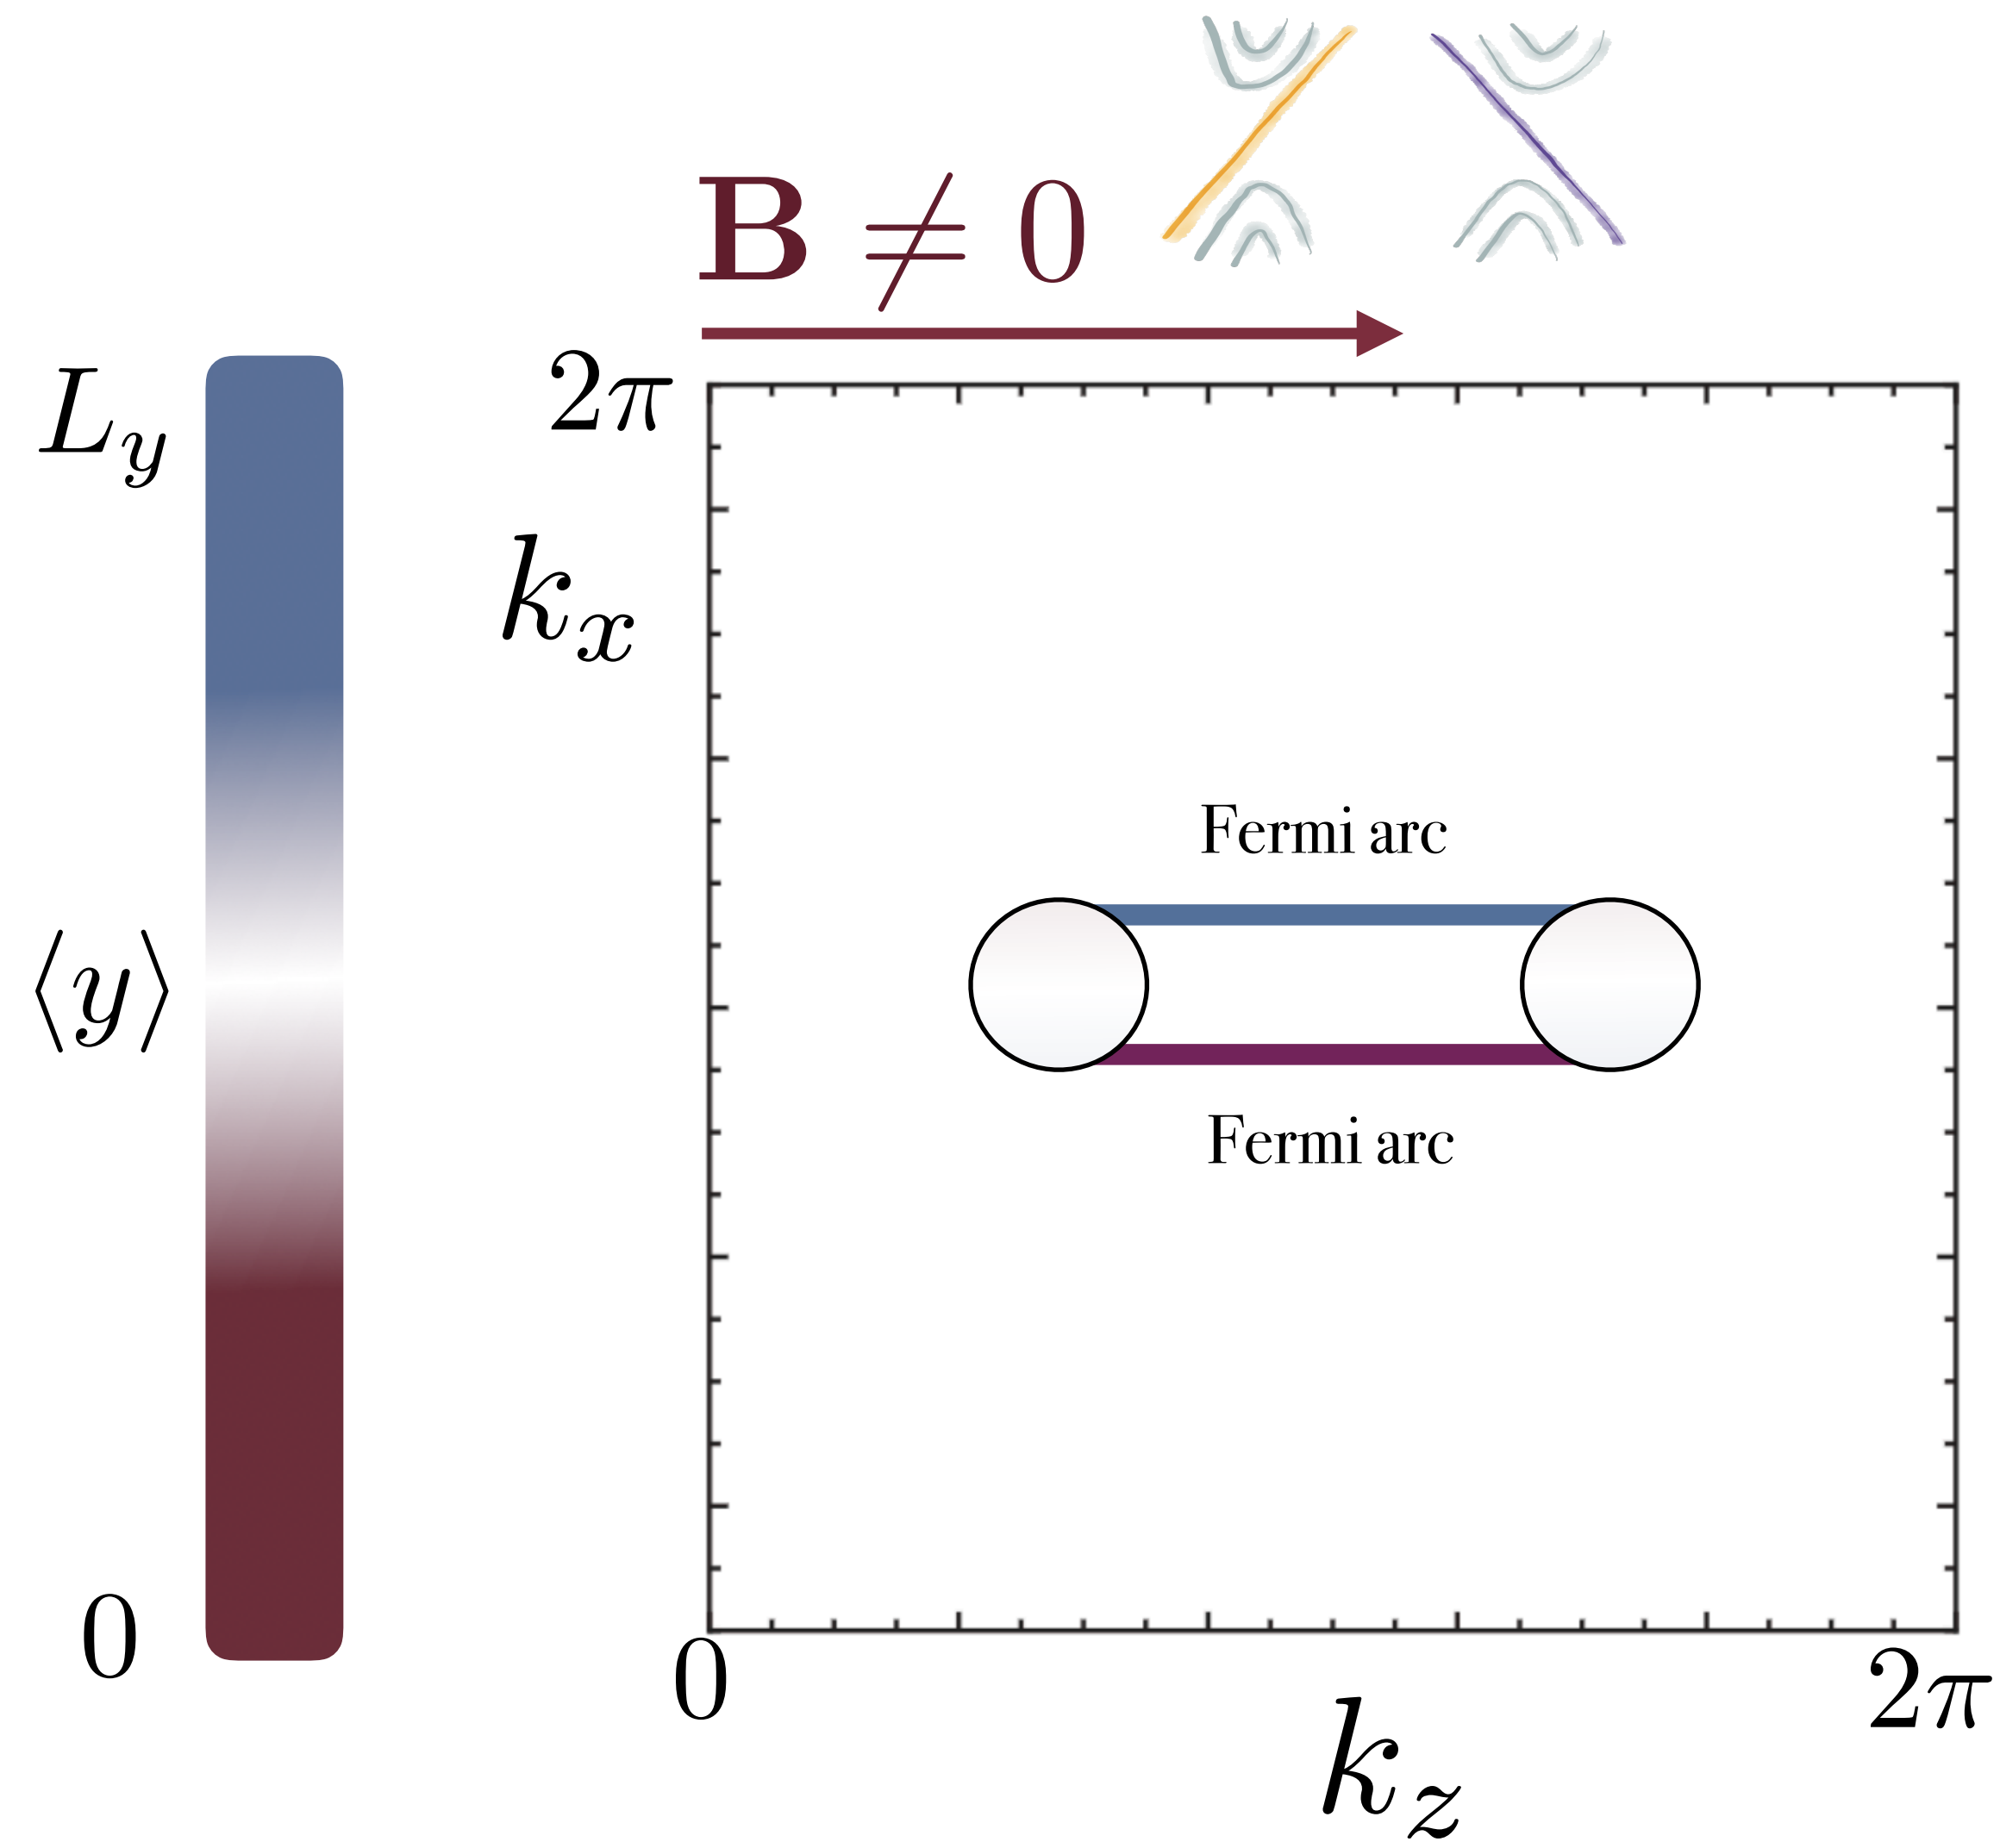 B ≠ 0
L_y
2π
k_x
Fermi arc
⟨y⟩
Fermi arc
0
0
2π
k_z